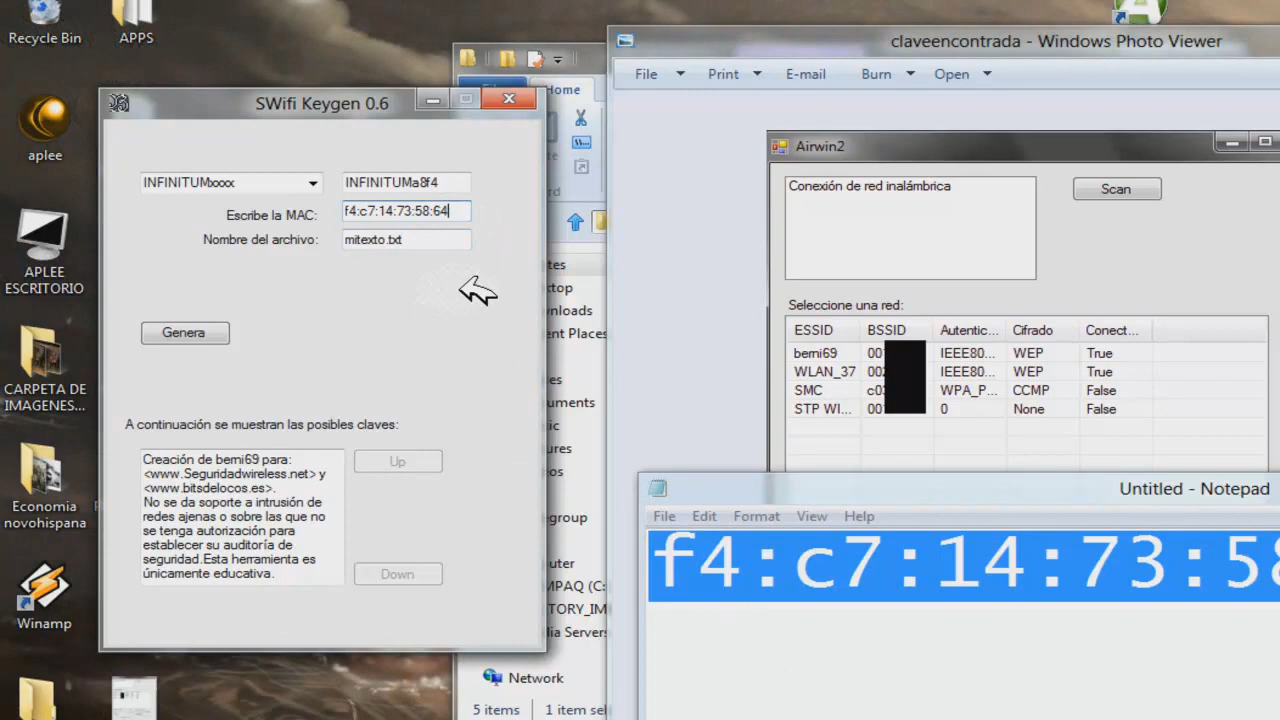 Recycle Bin
APPS
aplee
APLEE
ESCRITORIO
CARPETA DE
IMAGENES...
Economia
novohispana
Winamp
SWifi Keygen 0.6
INFINITUMxxxx
INFINITUMa8f4
Escribe la MAC:
f4:c7:14:73:58:64
Nombre del archivo:
mitexto.txt
Genera
A continuación se muestran las posibles claves:
Creación de berni69 para:
<www.Seguridadwireless.net> y
<www.bitsdelocos.es>.
No se da soporte a intrusión de
redes ajenas o sobre las que no
se tenga autorización para
establecer su auditoría de
seguridad.Esta herramienta es
únicamente educativa.
Up
Down
Home
Network
5 items
1 item sel
claveencontrada - Windows Photo Viewer
File
Print
E-mail
Burn
Open
Airwin2
Conexión de red inalámbrica
Scan
Seleccione una red:
ESSID BSSID Autentic... Cifrado Conect...
berni69 00 IEEE80... WEP True
WLAN_37 00 IEEE80... WEP True
SMC c0 WPA_P... CCMP False
STP WI... 00 0 None False
Untitled - Notepad
File Edit Format View Help
f4:c7:14:73:58